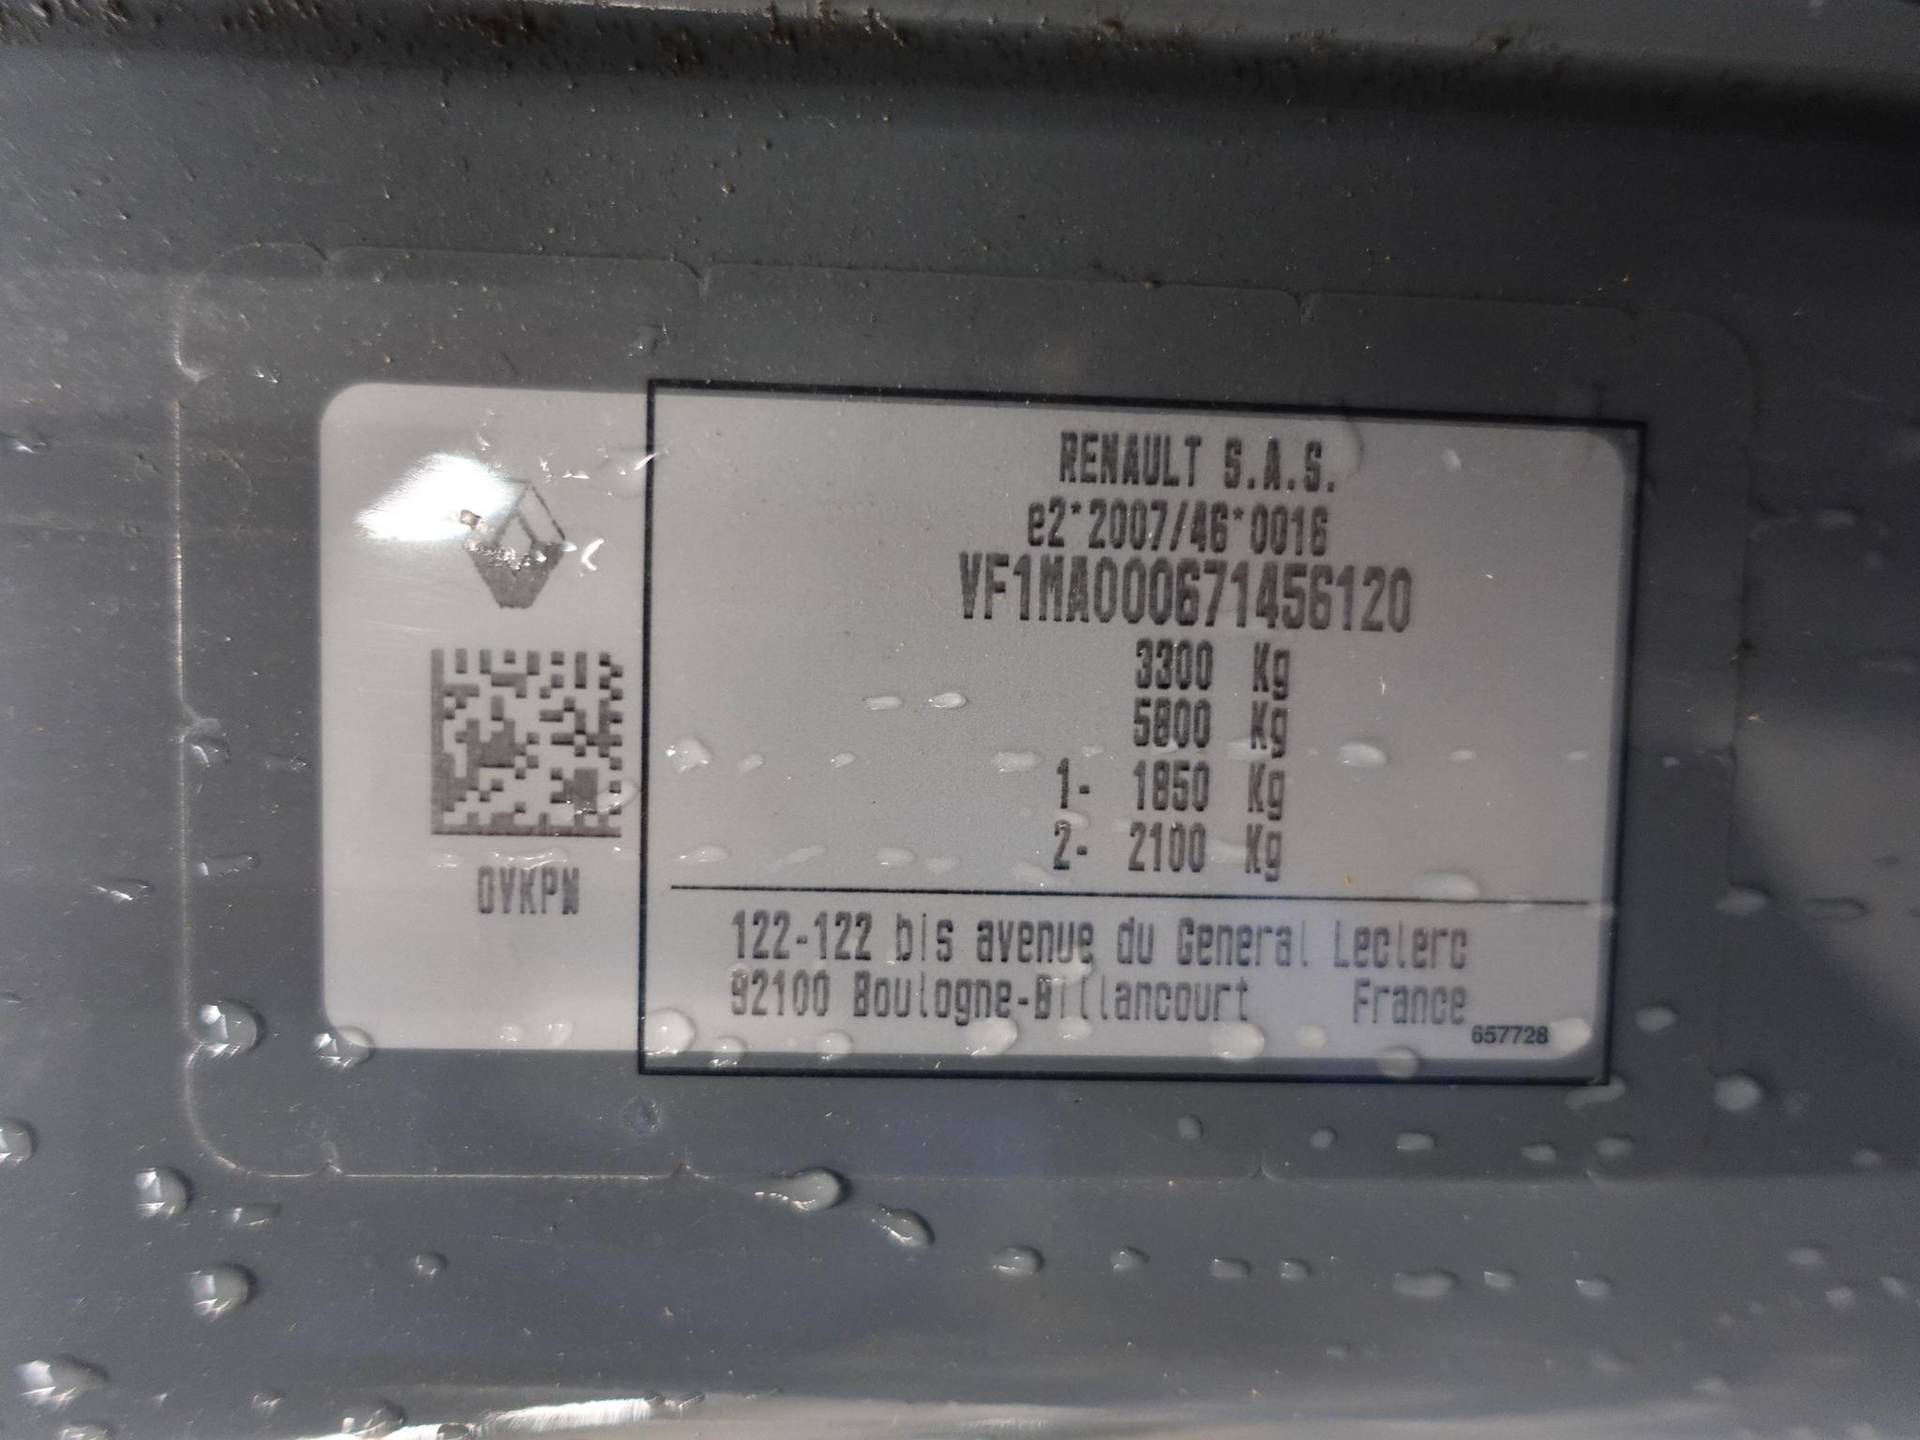 RENAULT S.A.S.
e2*2007/46*0016
VF1MA000671456120
3300 Kg
5800 Kg
1- 1850 Kg
2- 2100 Kg
OVKPN
122-122 bis avenue du General Leclerc
92100 Boulogne-Billancourt France
657728